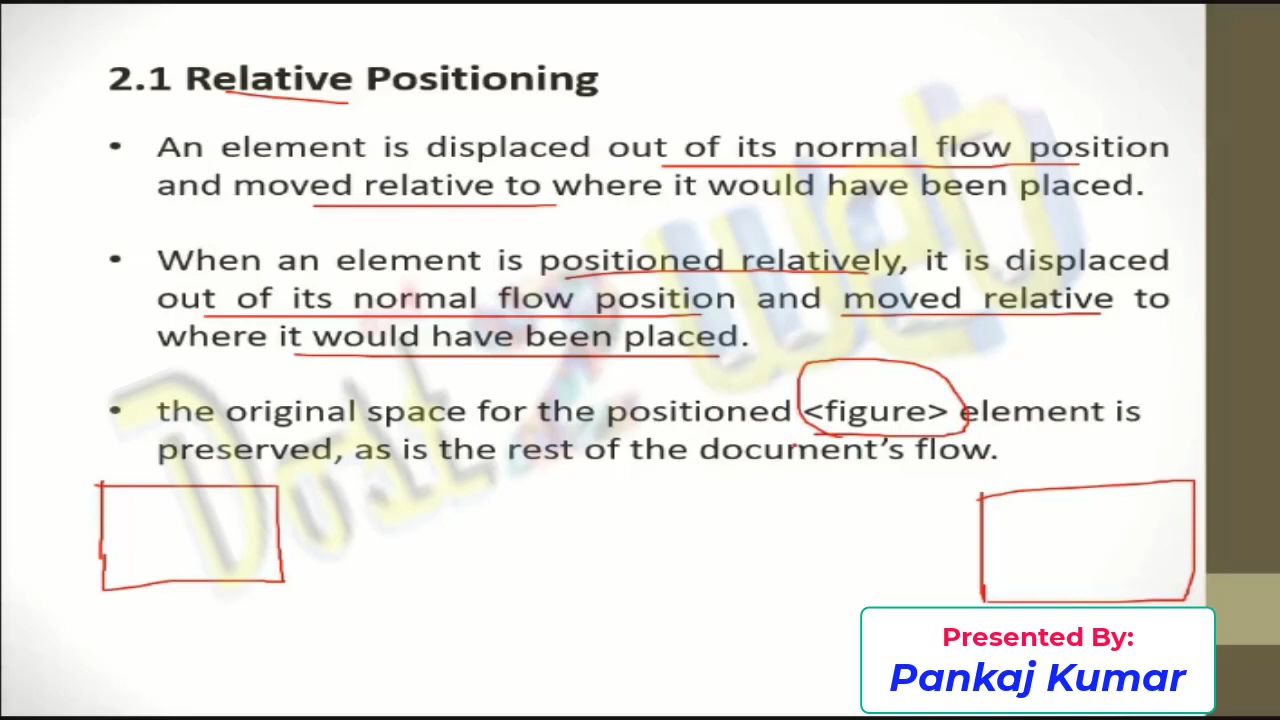 2.1 Relative Positioning
• An element is displaced out of its normal flow position
and moved relative to where it would have been placed.
• When an element is positioned relatively, it is displaced
out of its normal flow position and moved relative to
where it would have been placed.
• the original space for the positioned <figure> element is
preserved, as is the rest of the document’s flow.
DoIt 2 Web
Presented By:
Pankaj Kumar